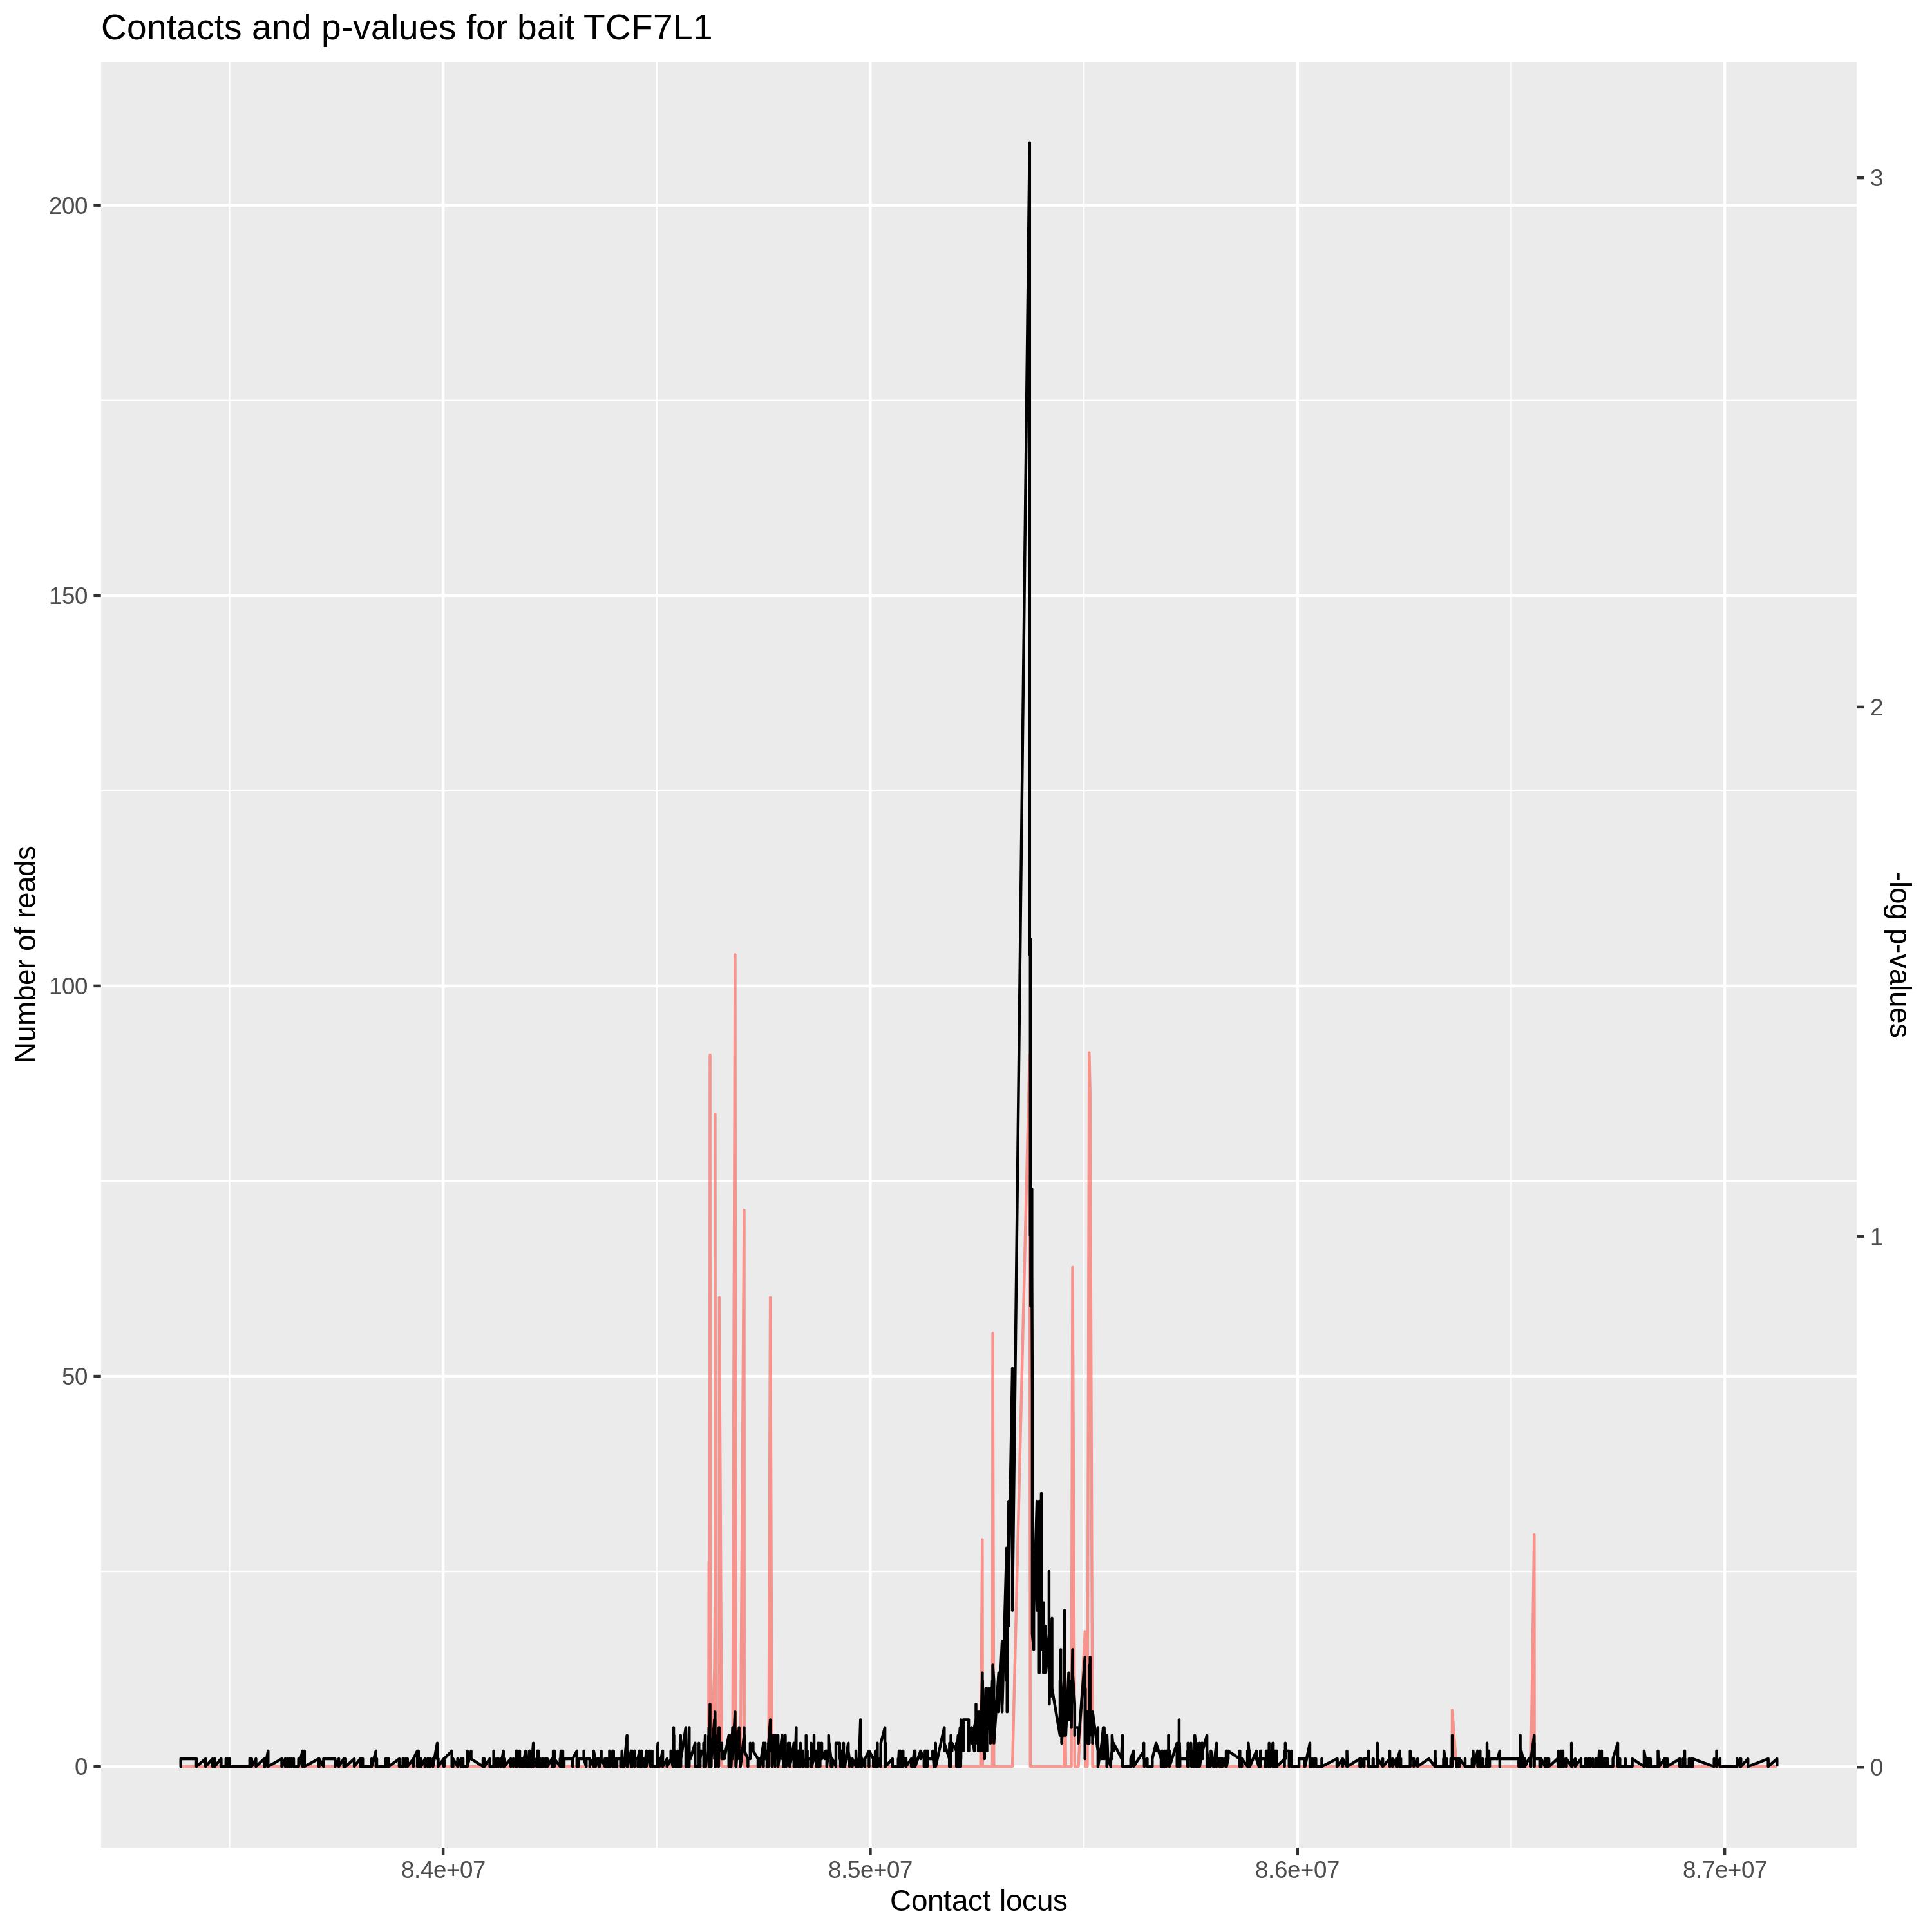 Contacts and p-values for bait TCF7L1
200
150
100
50
0
3
2
1
0
Number of reads
-log p-values
8.4e+07
8.5e+07
8.6e+07
8.7e+07
Contact locus